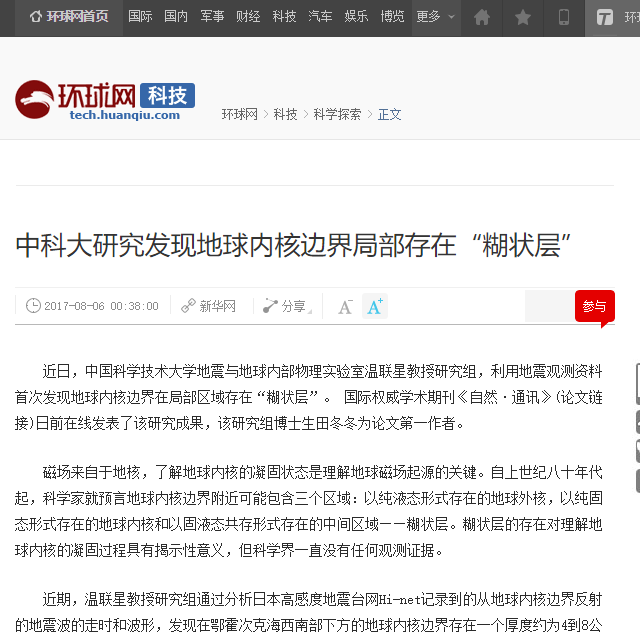 环球网首页 国际 国内 军事 财经 科技 汽车 娱乐 博览 更多
环球网 科技
tech.huanqiu.com
环球网 > 科技 > 科学探索 > 正文
中科大研究发现地球内核边界局部存在“糊状层”
2017-08-06 00:38:00 新华网 分享 A- A+ 参与
近日，中国科学技术大学地震与地球内部物理实验室温联星教授研究组，利用地震观测资料
首次发现地球内核边界在局部区域存在“糊状层”。 国际权威学术期刊《自然·通讯》(论文链
接)日前在线发表了该研究成果，该研究组博士生田冬冬为论文第一作者。
磁场来自于地核，了解地球内核的凝固状态是理解地球磁场起源的关键。自上世纪八十年代
起，科学家就预言地球内核边界附近可能包含三个区域：以纯液态形式存在的地球外核，以纯固
态形式存在的地球内核和以固液态共存形式存在的中间区域——糊状层。糊状层的存在对理解地
球内核的凝固过程具有揭示性意义，但科学界一直没有任何观测证据。
近期，温联星教授研究组通过分析日本高感度地震台网Hi-net记录到的从地球内核边界反射
的地震波的走时和波形，发现在鄂霍次克海西南部下方的地球内核边界存在一个厚度约为4到8公